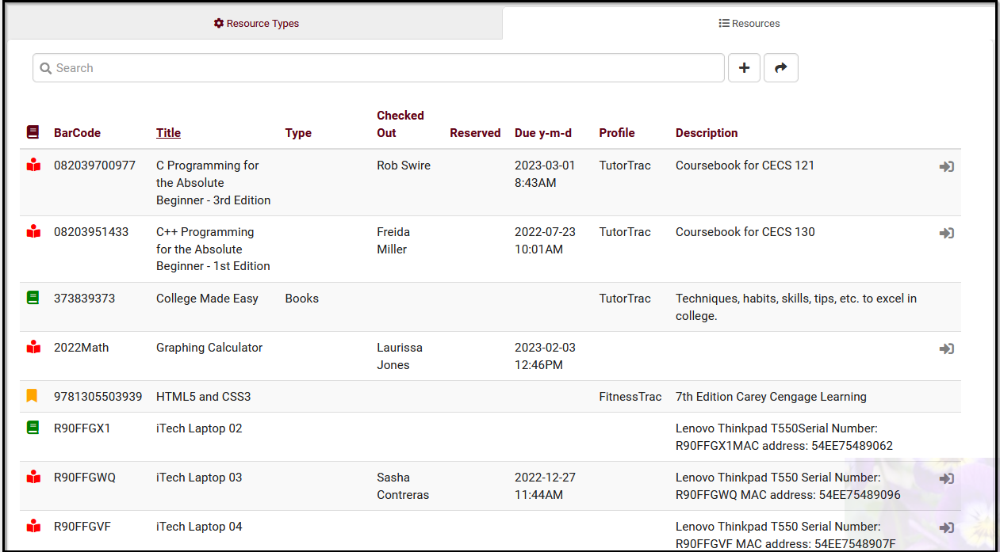 Resource Types
Resources
Search
Checked
BarCode Title Type Out Reserved Due y-m-d Profile Description
082039700977 C Programming for Rob Swire 2023-03-01 TutorTrac Coursebook for CECS 121
the Absolute 8:43AM
Beginner - 3rd Edition
08203951433 C++ Programming Freida 2022-07-23 TutorTrac Coursebook for CECS 130
for the Absolute Miller 10:01AM
Beginner - 1st Edition
373839373 College Made Easy Books TutorTrac Techniques, habits, skills, tips, etc. to excel in
college.
2022Math Graphing Calculator Laurissa 2023-02-03
Jones 12:46PM
9781305503939 HTML5 and CSS3 FitnessTrac 7th Edition Carey Cengage Learning
R90FFGX1 iTech Laptop 02 Lenovo Thinkpad T550Serial Number:
R90FFGX1MAC address: 54EE75489062
R90FFGWQ iTech Laptop 03 Sasha 2022-12-27 Lenovo Thinkpad T550 Serial Number:
Contreras 11:44AM R90FFGWQ MAC address: 54EE75489096
R90FFGVF iTech Laptop 04 Lenovo Thinkpad T550 Serial Number:
R90FFGVF MAC address: 54EE7548907F